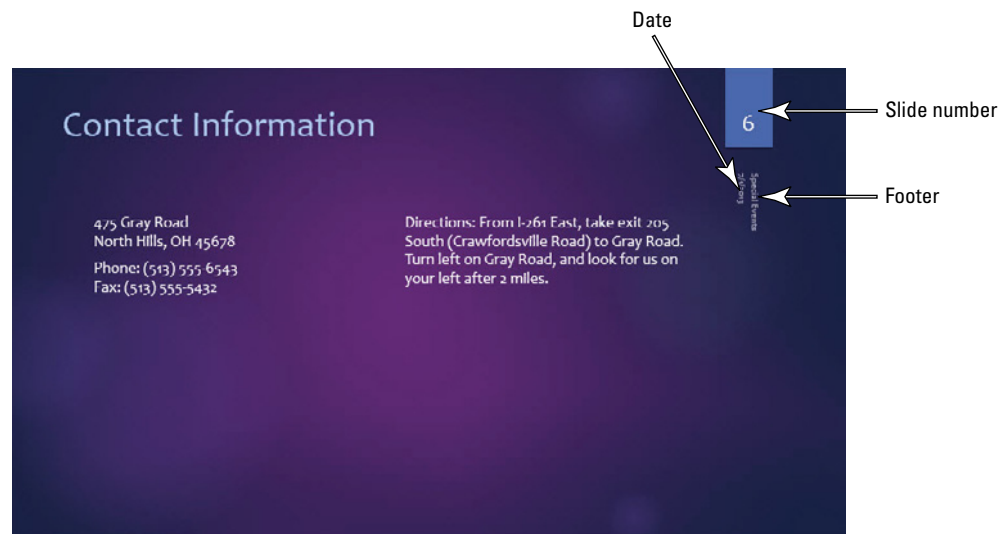 Date
Contact Information
6
Slide number
Special Events
Footer
475 Gray Road
North Hills, OH 45678
Phone: (513) 555-6543
Fax: (513) 555-5432
Directions: From I-261 East, take exit 205
South (Crawfordsville Road) to Gray Road.
Turn left on Gray Road, and look for us on
your left after 2 miles.